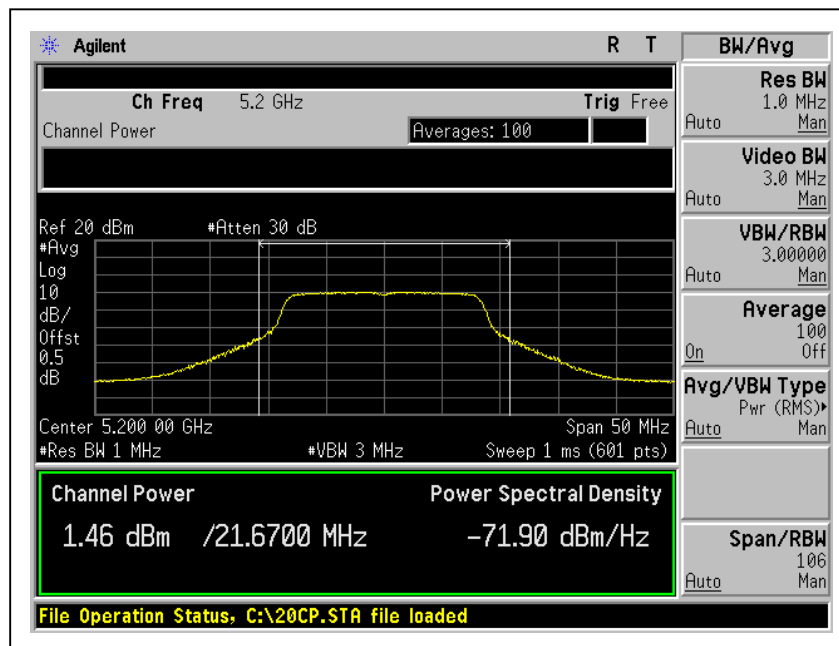 Agilent R T
Ch Freq 5.2 GHz Trig Free
Channel Power Averages: 100
Ref 20 dBm #Atten 30 dB
#Avg
Log
10
dB/
Offst
0.5
dB
Center 5.200 00 GHz Span 50 MHz
#Res BW 1 MHz #VBW 3 MHz Sweep 1 ms (601 pts)
Channel Power Power Spectral Density
1.46 dBm /21.6700 MHz -71.90 dBm/Hz
File Operation Status, C:\20CP.STA file loaded
BW/Avg
Res BW
1.0 MHz
Auto Man
Video BW
3.0 MHz
Auto Man
VBW/RBW
3.00000
Auto Man
Average
100
On Off
Avg/VBW Type
Pwr (RMS)▸
Auto Man
Span/RBW
106
Auto Man